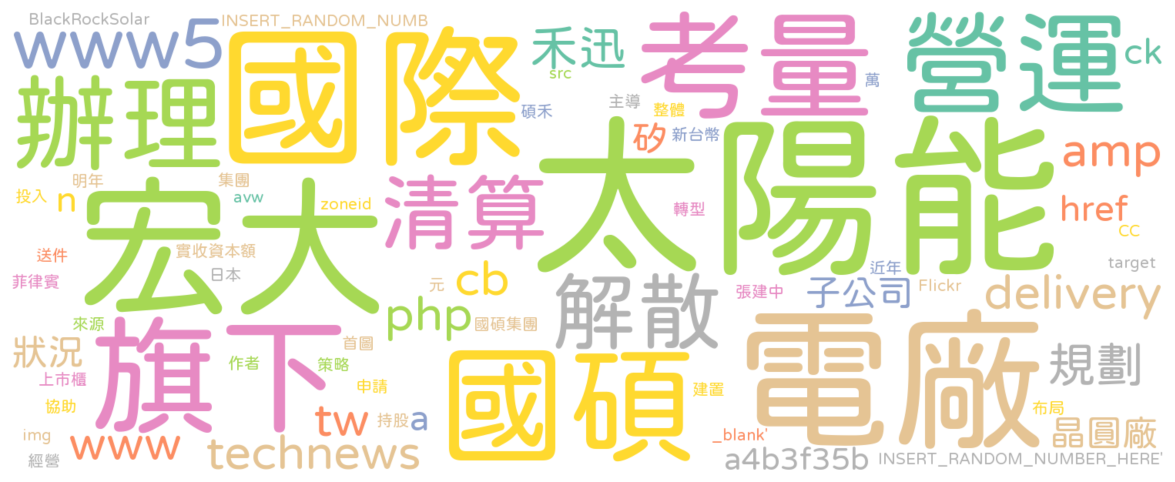 BlackRockSolar
INSERT_RANDOM_NUMB
www5
國際
禾迅
src
考量
營運
ck
萬
碩禾
主導
整體
矽
新台幣
辦理
太陽能
amp
明年
集團
投入
n
avw
zoneid
清算
宏大
轉型
href
CC
送件
實收資本額
日本
菲律賓
元
cb
解散
近年
target
張建中
子公司
Flickr
delivery
來源
php
國碩集團
旗下
狀況
首圖
作者
策略
國碩
電廠
規劃
上市櫃
申請
建置
協助
持股
a
tw
布局
晶圓廠
img
www
technews
_blank'
經營
a4b3f35b
INSERT_RANDOM_NUMBER_HERE'